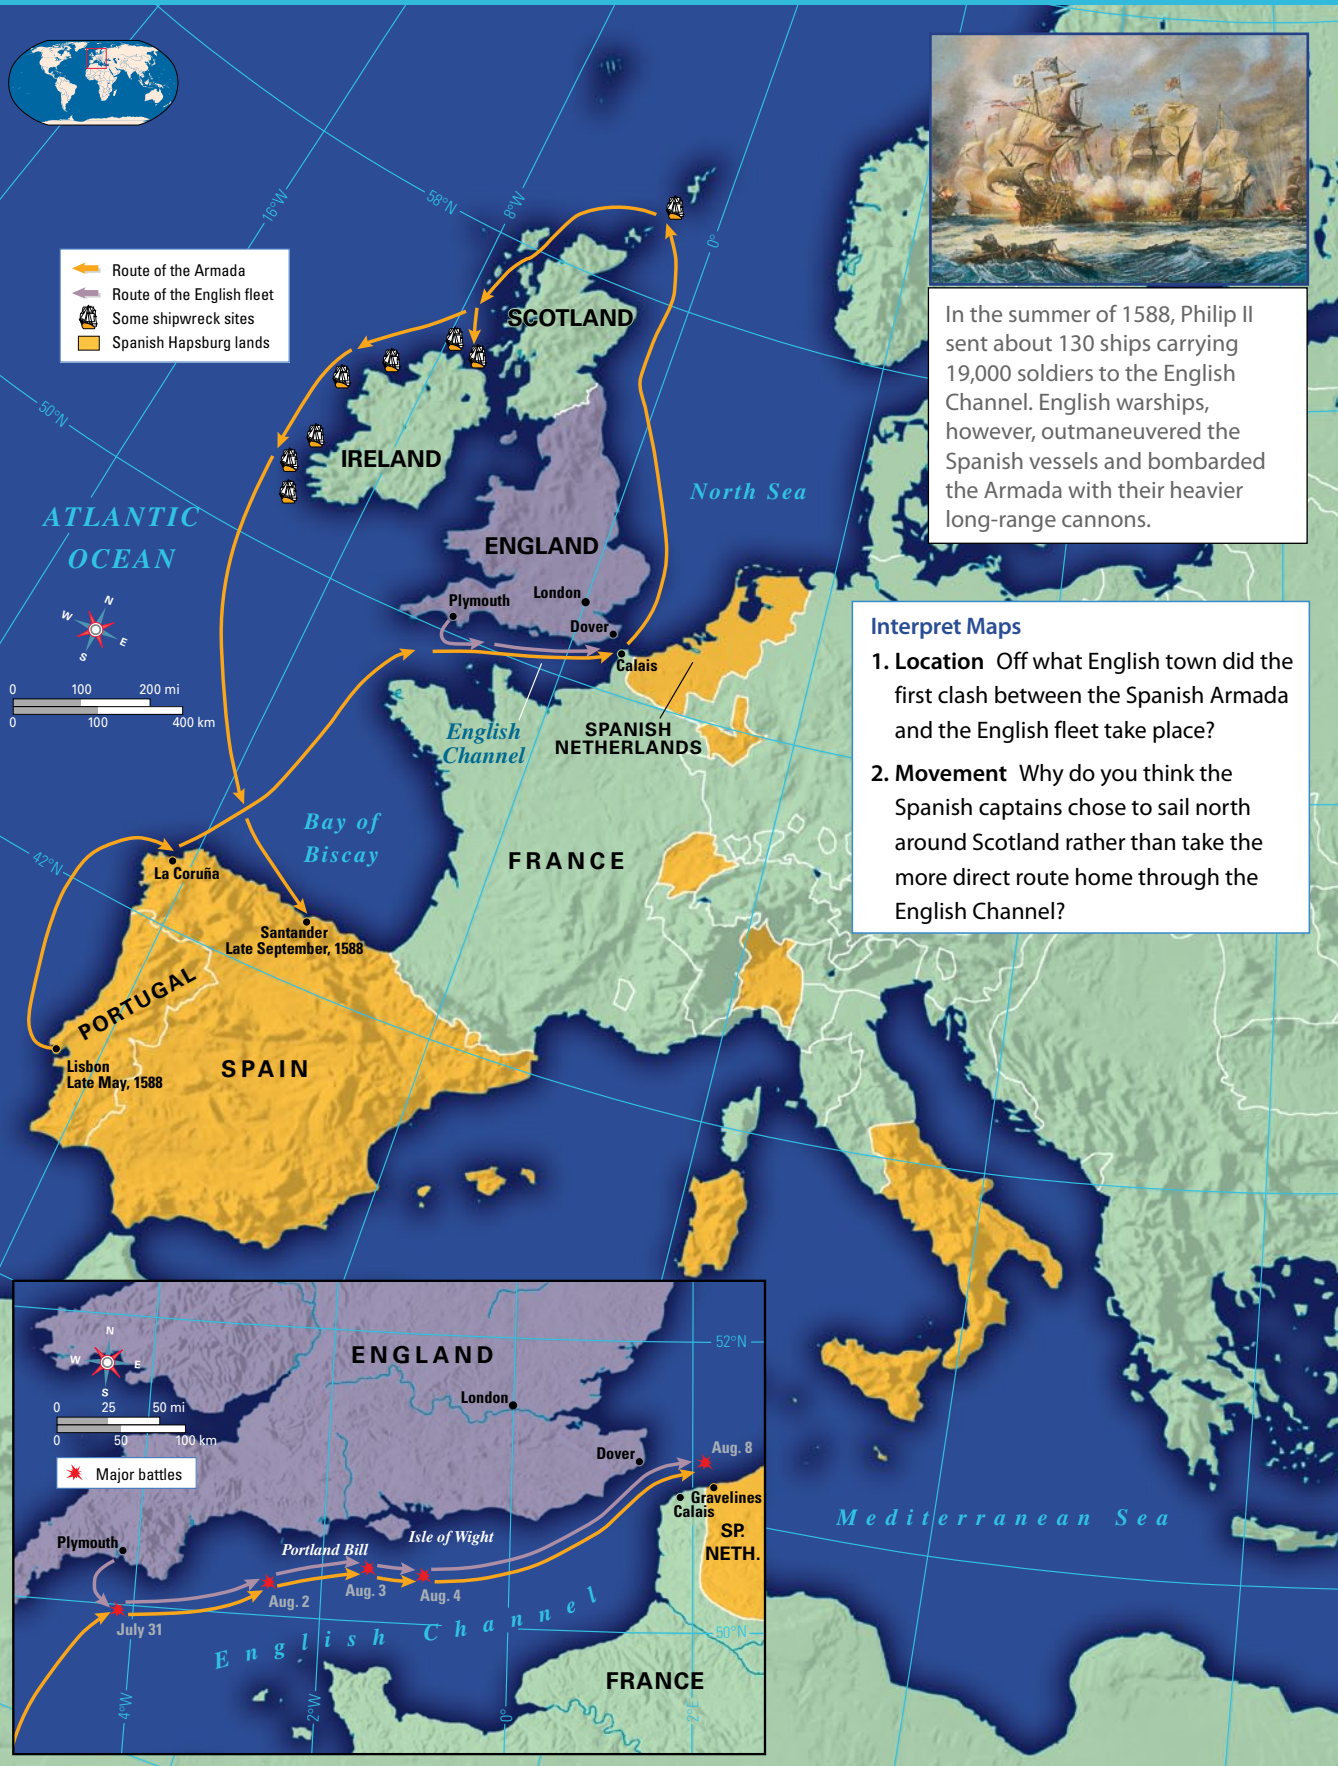 16°W
58°N
8°W
0°
Route of the Armada
Route of the English fleet
Some shipwreck sites
Spanish Hapsburg lands
SCOTLAND
In the summer of 1588, Philip II
sent about 130 ships carrying
19,000 soldiers to the English
Channel. English warships,
however, outmaneuvered the
Spanish vessels and bombarded
the Armada with their heavier
long-range cannons.
50°N
IRELAND
North Sea
ATLANTIC
OCEAN
ENGLAND
London
Plymouth
Dover
Calais
N
W
E
S
0 100 200 mi
0 100 400 km
English
Channel
SPANISH
NETHERLANDS
Interpret Maps
1. Location Off what English town did the
first clash between the Spanish Armada
and the English fleet take place?
2. Movement Why do you think the
Spanish captains chose to sail north
around Scotland rather than take the
more direct route home through the
English Channel?
Bay of
Biscay
FRANCE
42°N
La Coruña
Santander
Late September, 1588
PORTUGAL
Lisbon
Late May, 1588
SPAIN
Mediterranean Sea
N
W
E
S
0 25 50 mi
0 50 100 km
Major battles
ENGLAND
52°N
London
Dover
Aug. 8
Gravelines
Calais
SP.
NETH.
Plymouth
Portland Bill
Isle of Wight
Aug. 2
Aug. 3
Aug. 4
July 31
English Channel
50°N
FRANCE
4°W
2°W
0°